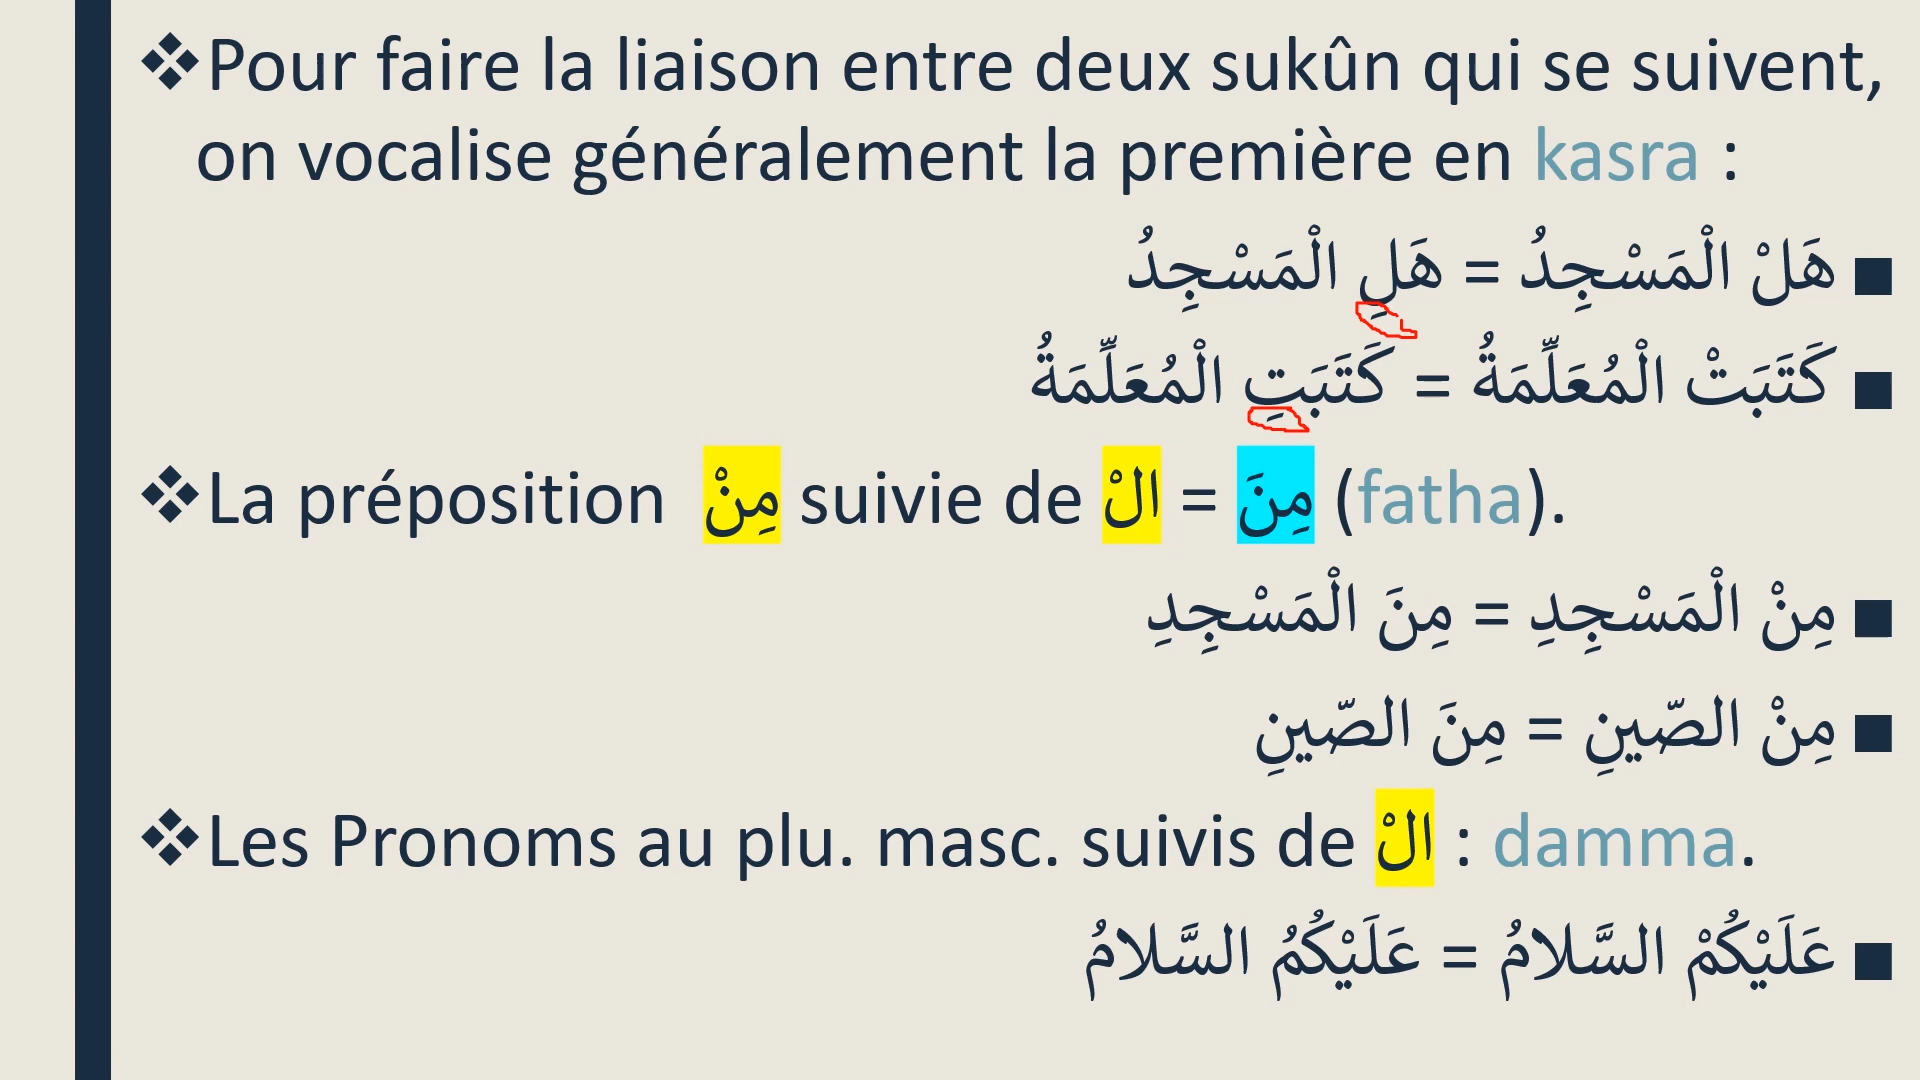 ❖Pour faire la liaison entre deux sukûn qui se suivent,
on vocalise généralement la première en kasra :
■ هَلْ الْمَسْجِدُ = هَلِ الْمَسْجِدُ
■ كَتَبَتْ الْمُعَلِّمَةُ = كَتَبَتِ الْمُعَلِّمَةُ
❖La préposition مِنْ suivie de الْ = مِنَ (fatha).
■ مِنْ الْمَسْجِدِ = مِنَ الْمَسْجِدِ
■ مِنْ الصّينِ = مِنَ الصّينِ
❖Les Pronoms au plu. masc. suivis de الْ : damma.
■ عَلَيْكُمْ السَّلامُ = عَلَيْكُمُ السَّلامُ